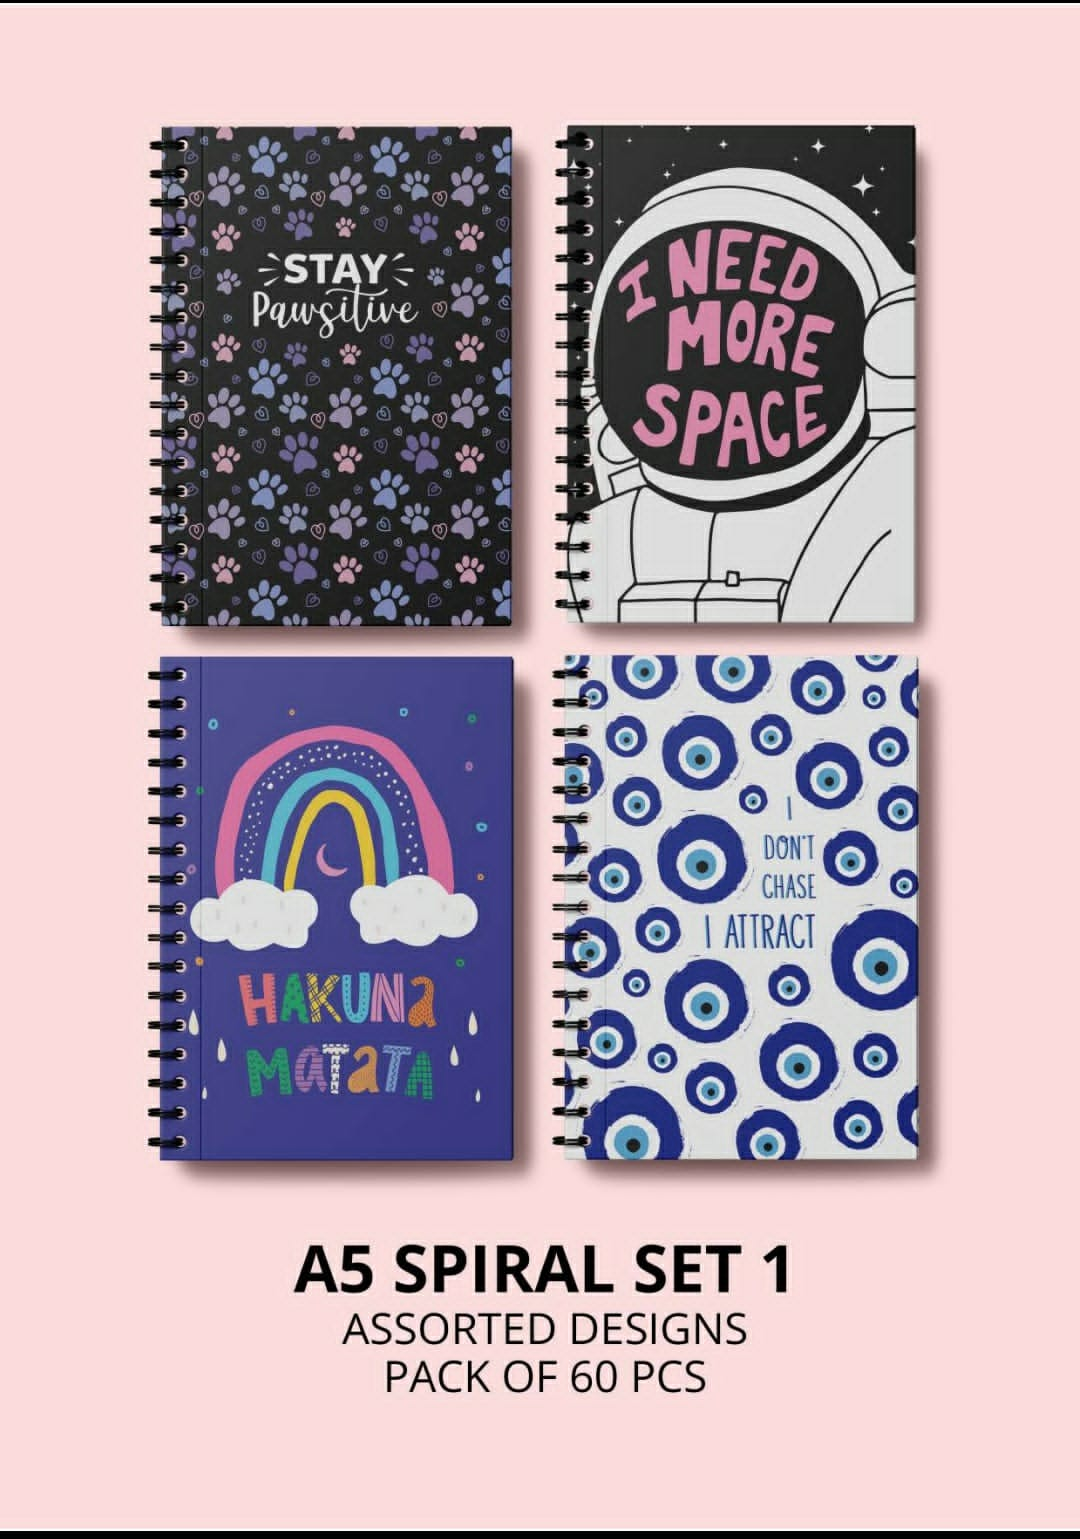 STAY
Pawsitive
I NEED
MORE
SPACE
HAKUNa
MaTaTA
I
DON'T
CHASE
I ATTRACT
A5 SPIRAL SET 1
ASSORTED DESIGNS
PACK OF 60 PCS